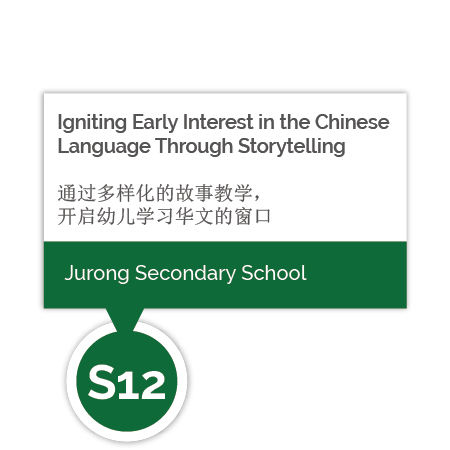 Igniting Early Interest in the Chinese
Language Through Storytelling
通过多样化的故事教学，
开启幼儿学习华文的窗口
Jurong Secondary School
S12